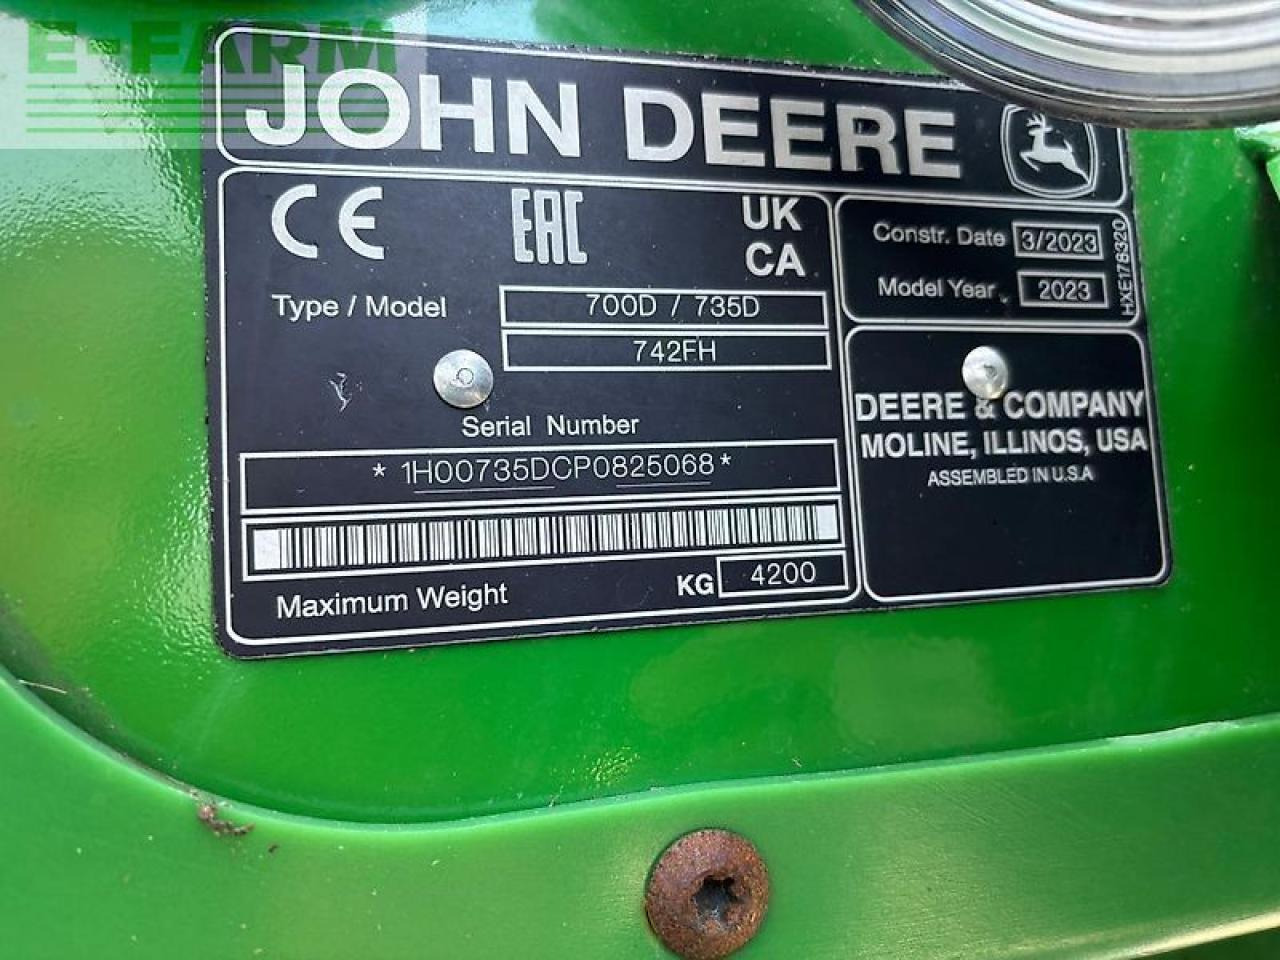 E-FARM
JOHN DEERE
CE EAC UK
CA
Type / Model 700D / 735D
742FH
Serial Number
* 1H00735DCP0825068 *
Maximum Weight KG 4200
Constr. Date 3/2023
Model Year 2023
HXE178320
DEERE & COMPANY
MOLINE, ILLINOS, USA
ASSEMBLED IN U.S.A